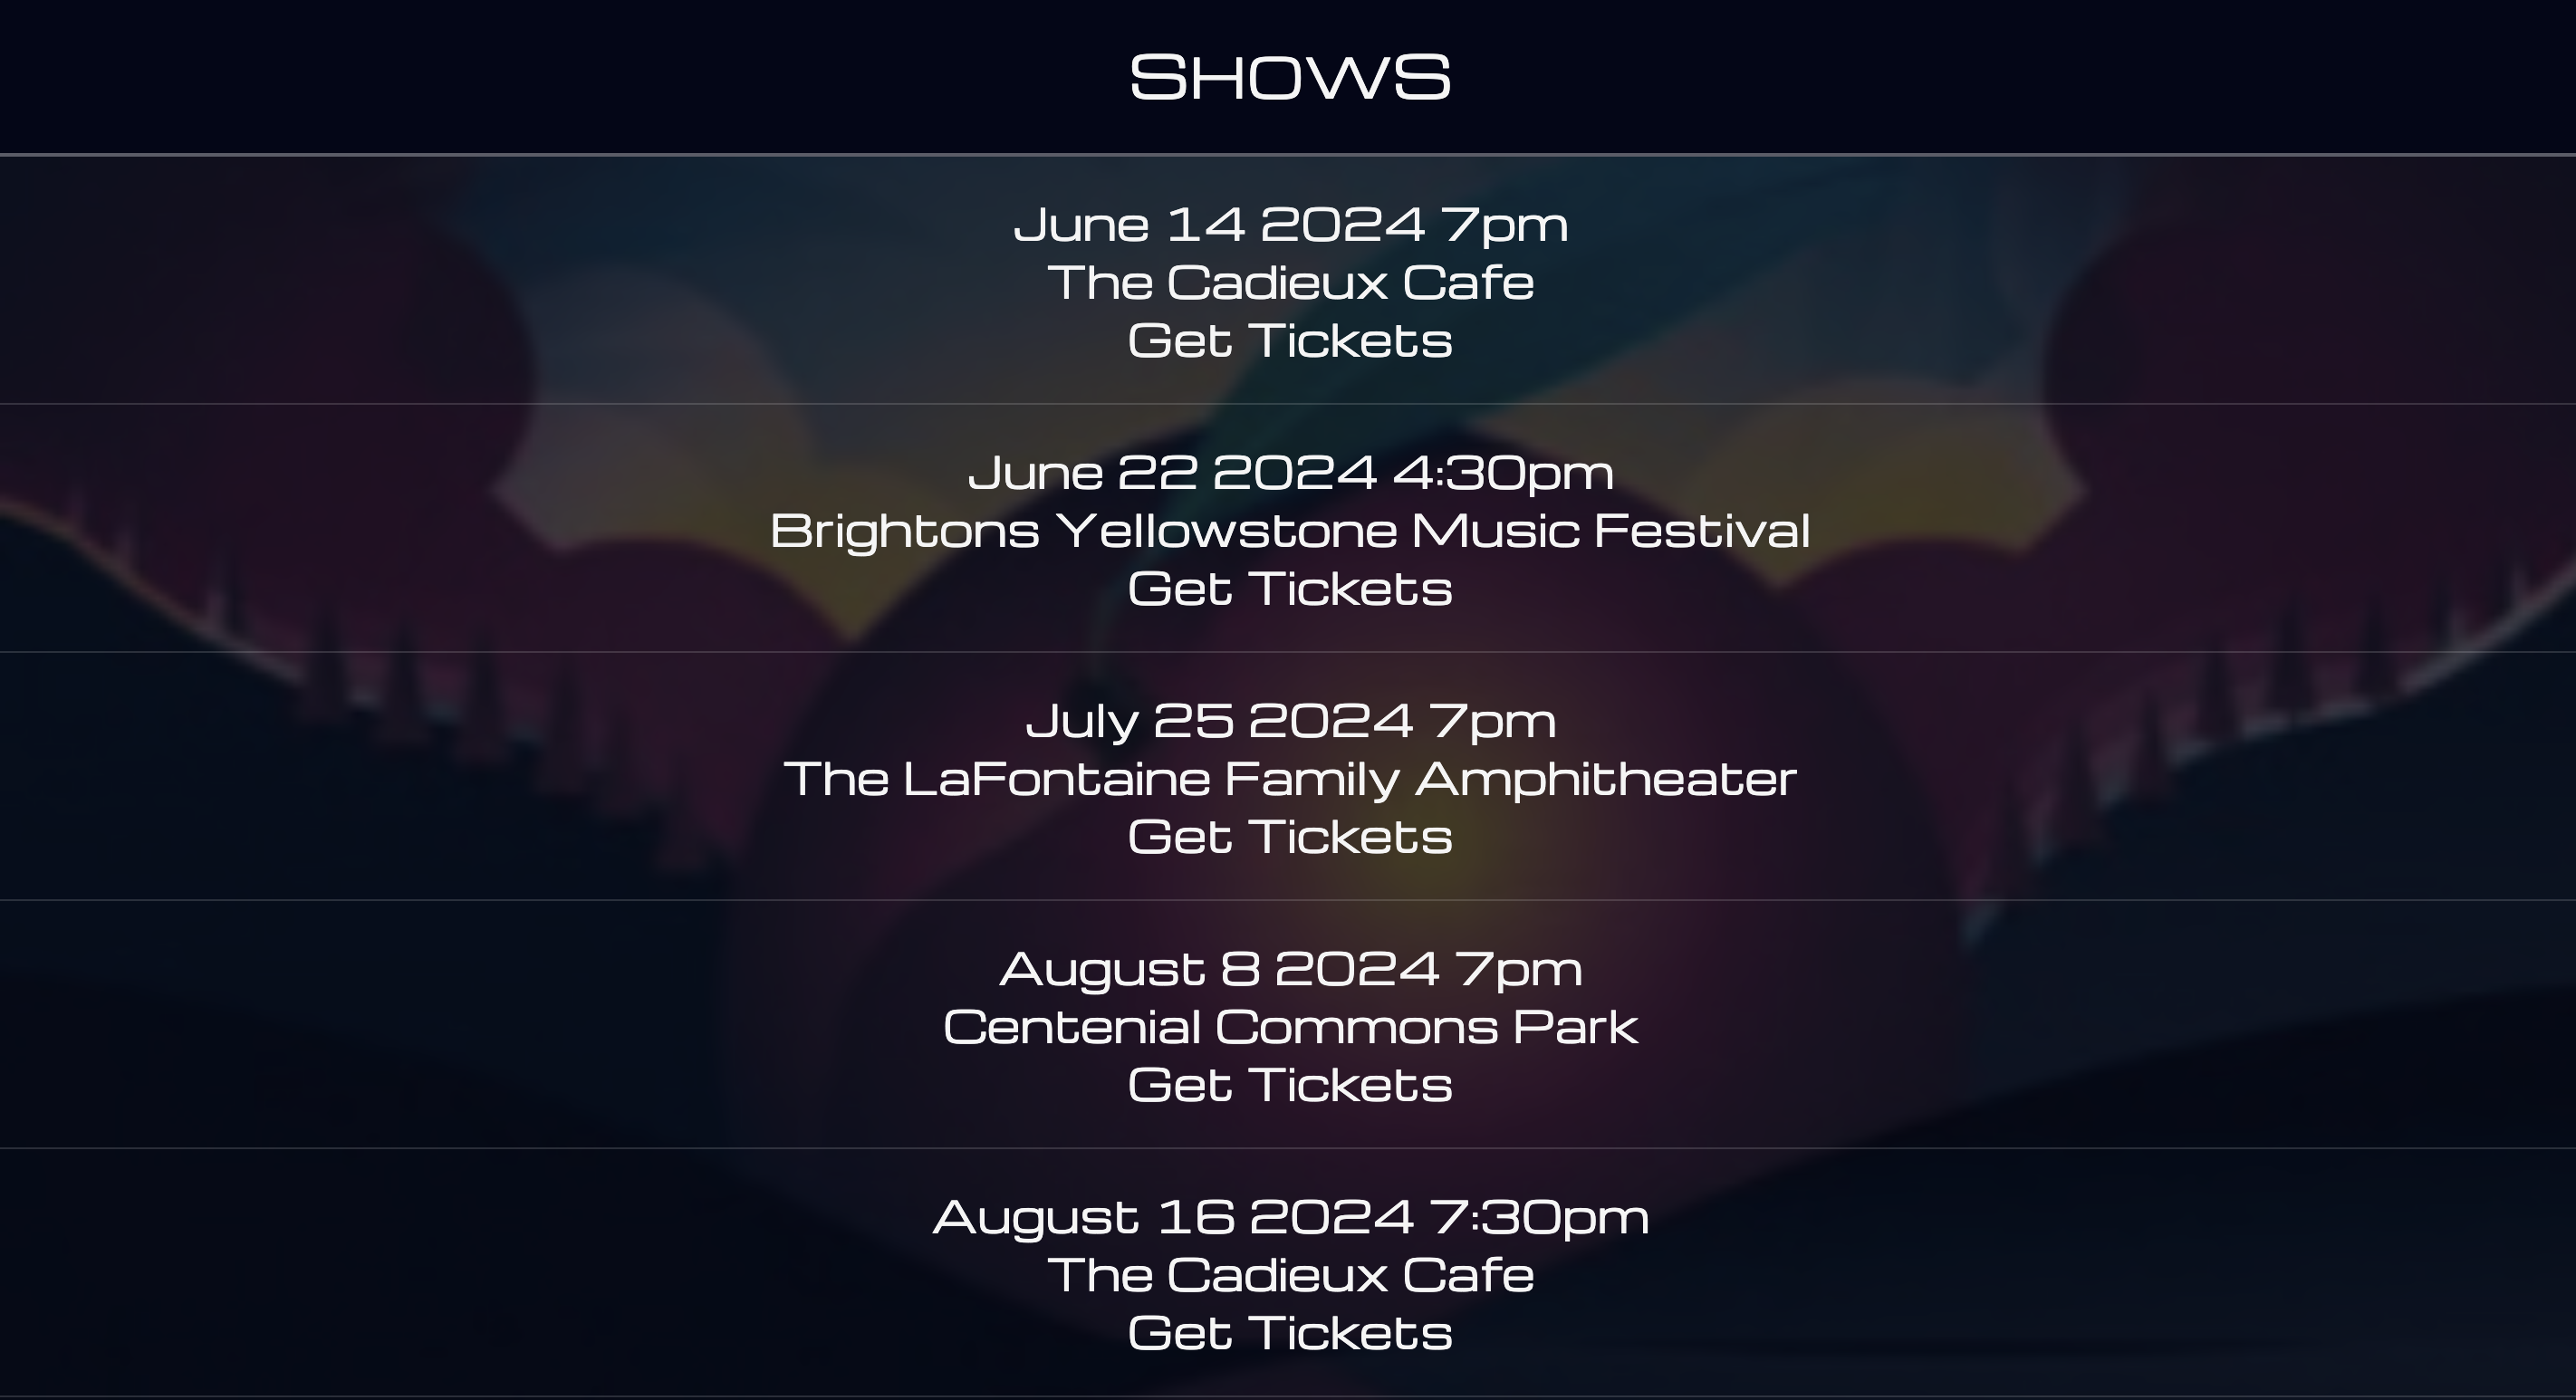 SHOWS
June 14 2024 7pm
The Cadieux Cafe
Get Tickets
June 22 2024 4:30pm
Brightons Yellowstone Music Festival
Get Tickets
July 25 2024 7pm
The LaFontaine Family Amphitheater
Get Tickets
August 8 2024 7pm
Centenial Commons Park
Get Tickets
August 16 2024 7:30pm
The Cadieux Cafe
Get Tickets